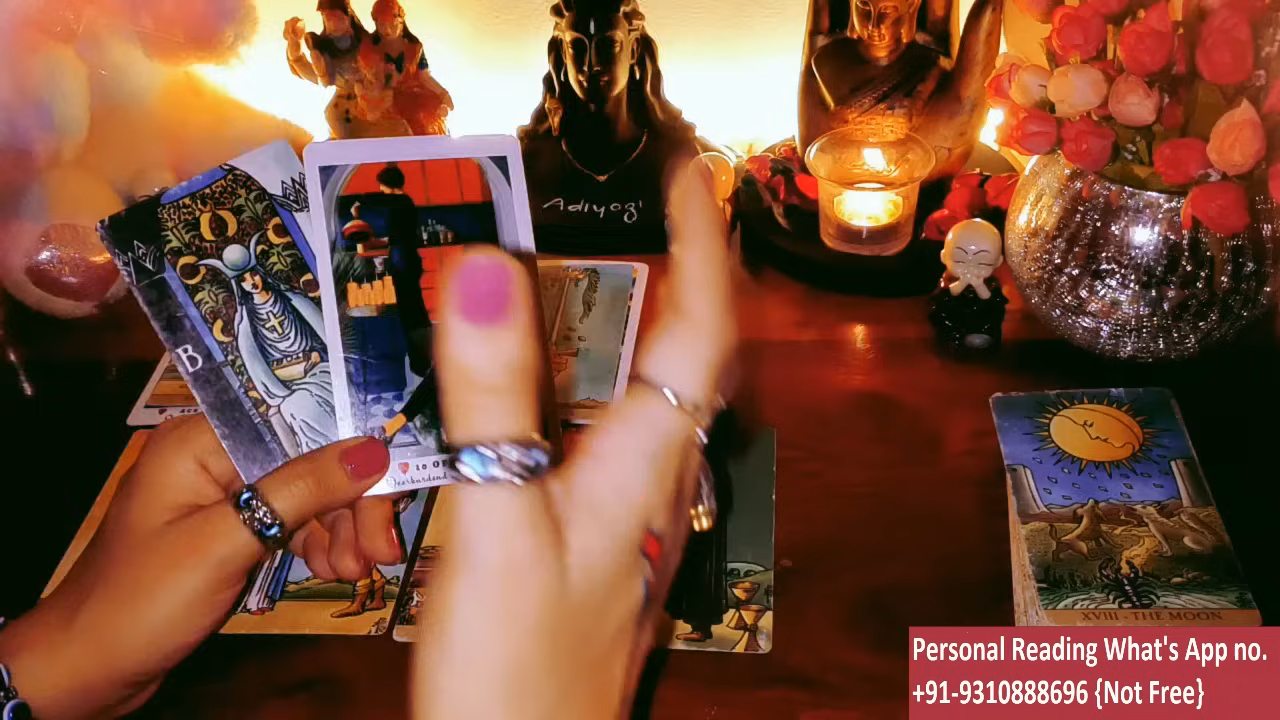 Adiyogi
B
10 OF
XVIII - THE MOON
Personal Reading What's App no.
+91-9310888696 {Not Free}